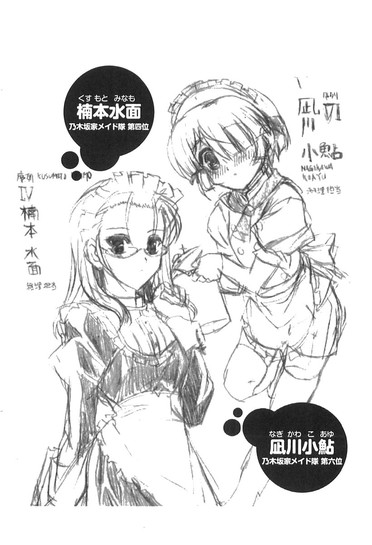 くす もと みなも
楠本水面
乃木坂家メイド隊 第四位
VI
凪川
小鮎
NAGIKAWA
KOAYU
IV
楠本
水面
なぎ かわ こ あゆ
凪川小鮎
乃木坂家メイド隊 第六位